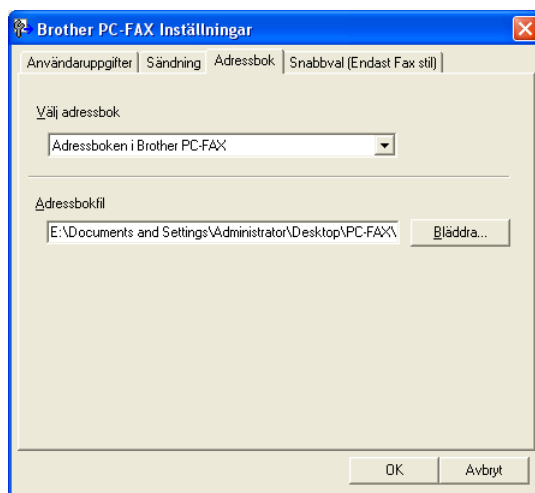 Brother PC-FAX Inställningar
Användaruppgifter Sändning Adressbok Snabbval (Endast Fax stil)
Välj adressbok
Adressboken i Brother PC-FAX
Adressbokfil
E:\Documents and Settings\Administrator\Desktop\PC-FAX\ Bläddra...
OK Avbryt